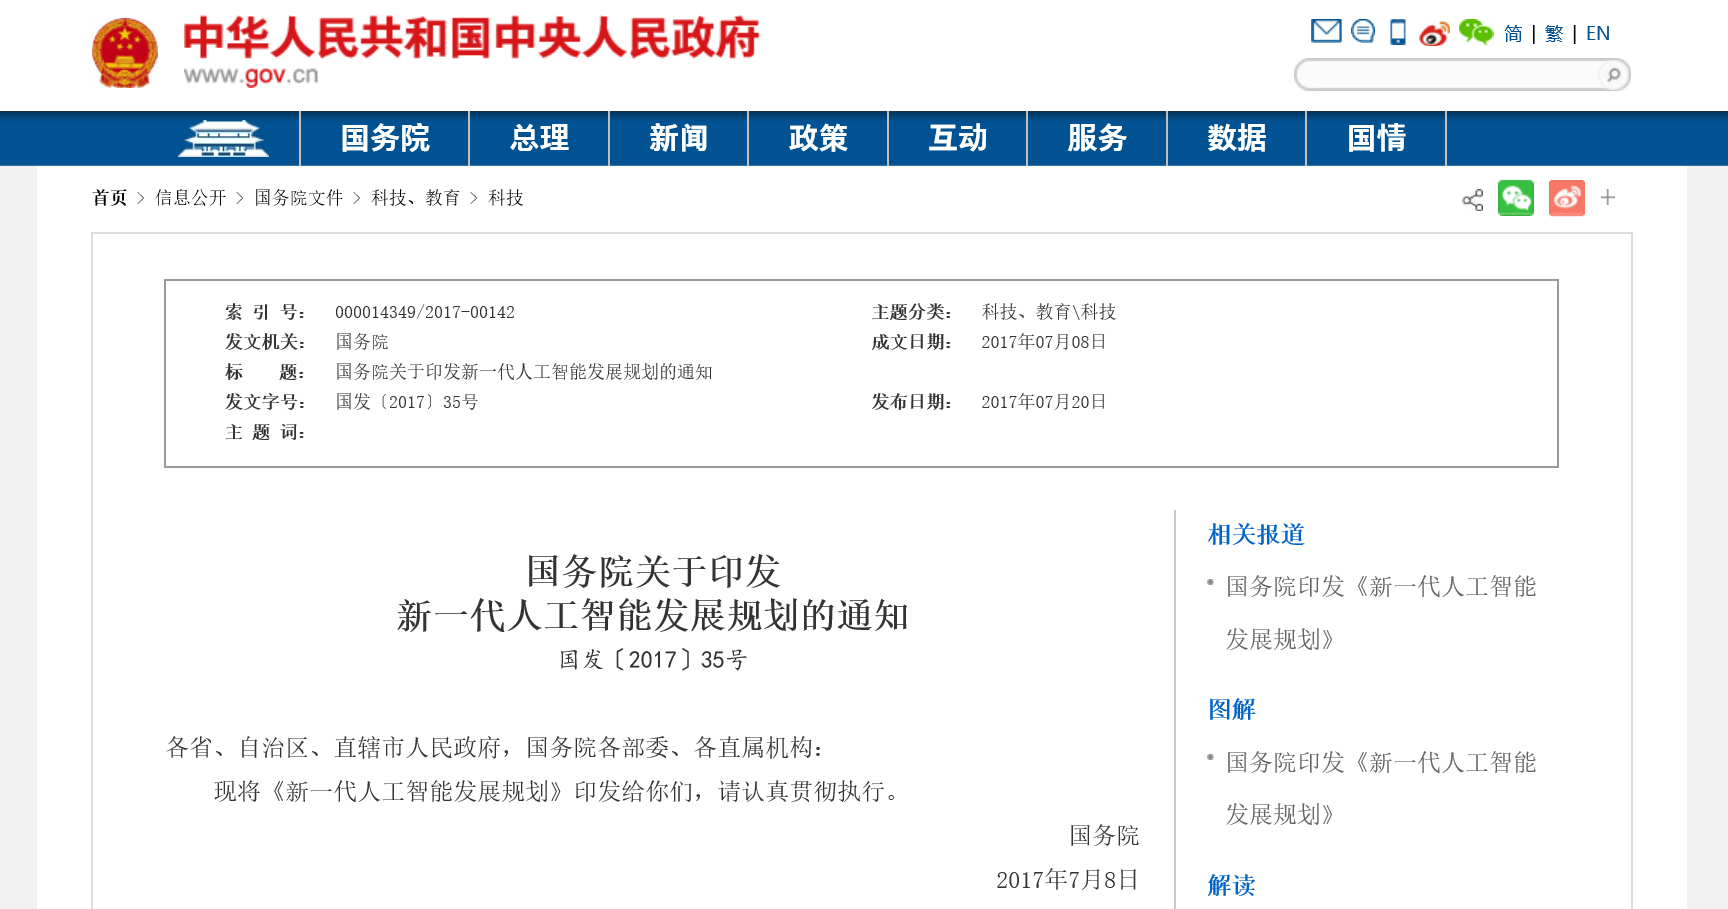 中华人民共和国中央人民政府
www.gov.cn
简 | 繁 | EN
国务院 总理 新闻 政策 互动 服务 数据 国情
首页 > 信息公开 > 国务院文件 > 科技、教育 > 科技
索 引 号： 000014349/2017-00142 主题分类： 科技、教育\科技
发文机关： 国务院 成文日期： 2017年07月08日
标 题： 国务院关于印发新一代人工智能发展规划的通知
发文字号： 国发〔2017〕35号 发布日期： 2017年07月20日
主 题 词：
国务院关于印发
新一代人工智能发展规划的通知
国发〔2017〕35号
各省、自治区、直辖市人民政府，国务院各部委、各直属机构：
现将《新一代人工智能发展规划》印发给你们，请认真贯彻执行。
国务院
2017年7月8日
相关报道
国务院印发《新一代人工智能
发展规划》
图解
国务院印发《新一代人工智能
发展规划》
解读